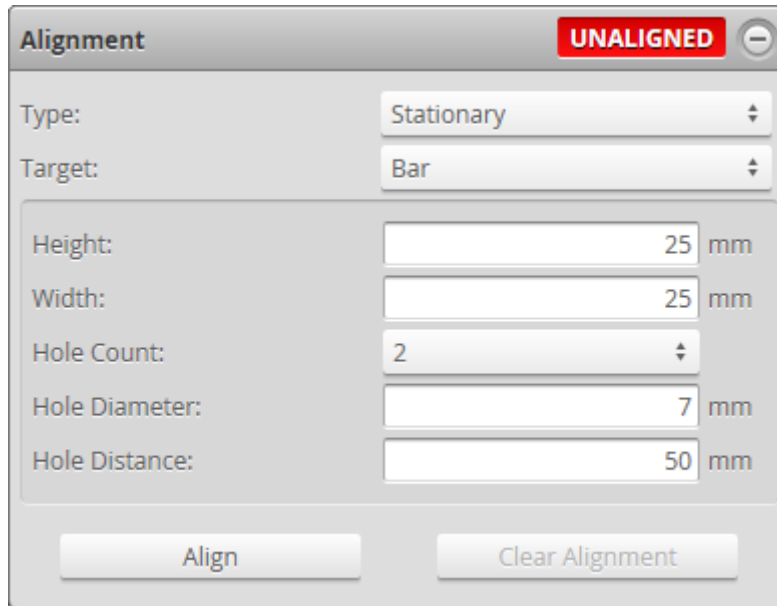 Alignment UNALIGNED
Type: Stationary
Target: Bar
Height: 25 mm
Width: 25 mm
Hole Count: 2
Hole Diameter: 7 mm
Hole Distance: 50 mm
Align Clear Alignment